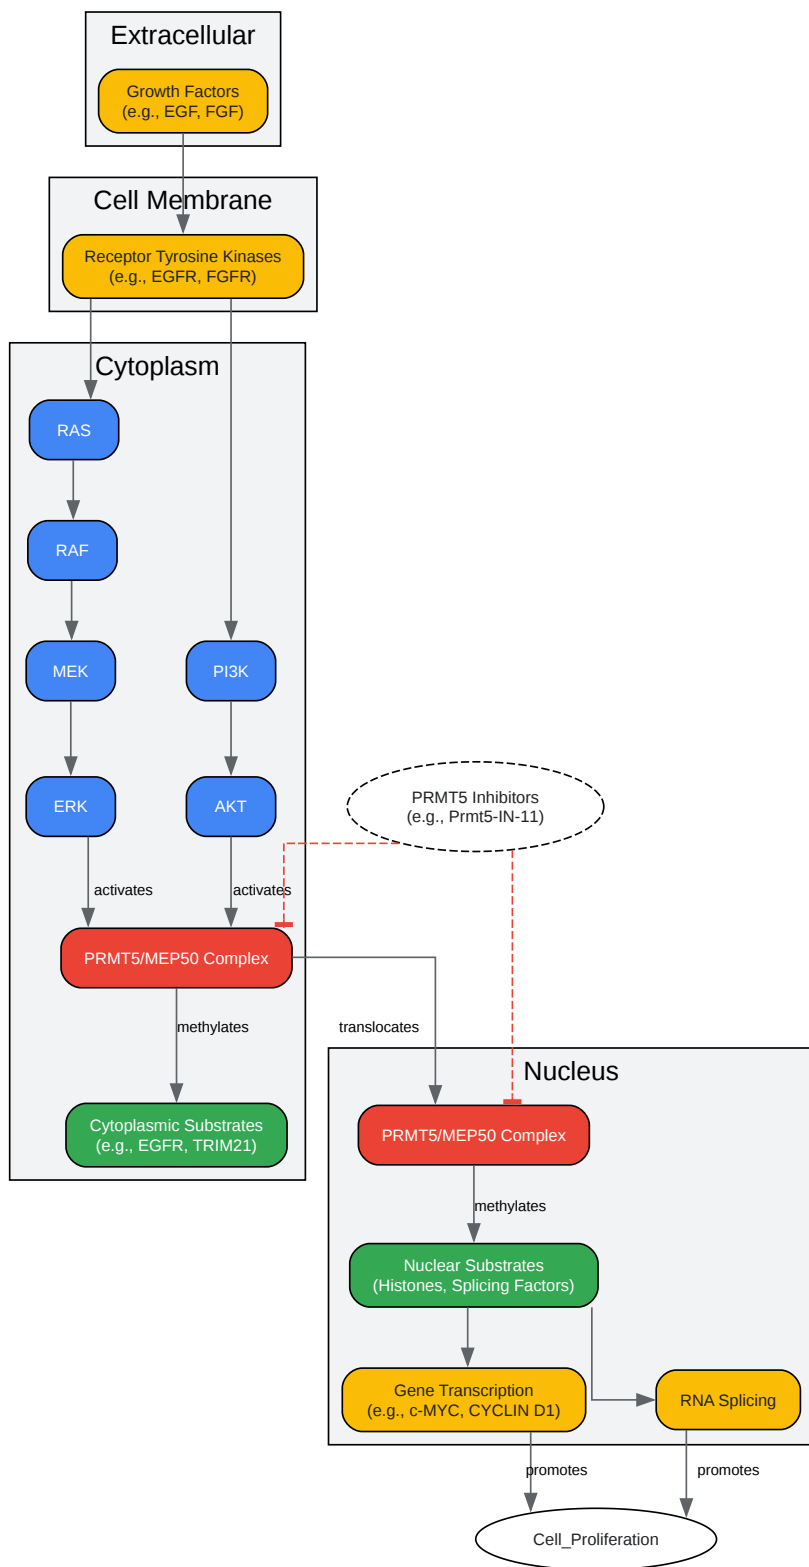 Extracellular
Growth Factors
(e.g., EGF, FGF)
Cell Membrane
Receptor Tyrosine Kinases
(e.g., EGFR, FGFR)
Cytoplasm
RAS
RAF
MEK
PI3K
ERK
AKT
PRMT5 Inhibitors
(e.g., Prmt5-IN-11)
activates
activates
PRMT5/MEP50 Complex
methylates
translocates
Cytoplasmic Substrates
(e.g., EGFR, TRIM21)
Nucleus
PRMT5/MEP50 Complex
methylates
Nuclear Substrates
(Histones, Splicing Factors)
Gene Transcription
(e.g., c-MYC, CYCLIN D1)
RNA Splicing
promotes
promotes
Cell_Proliferation